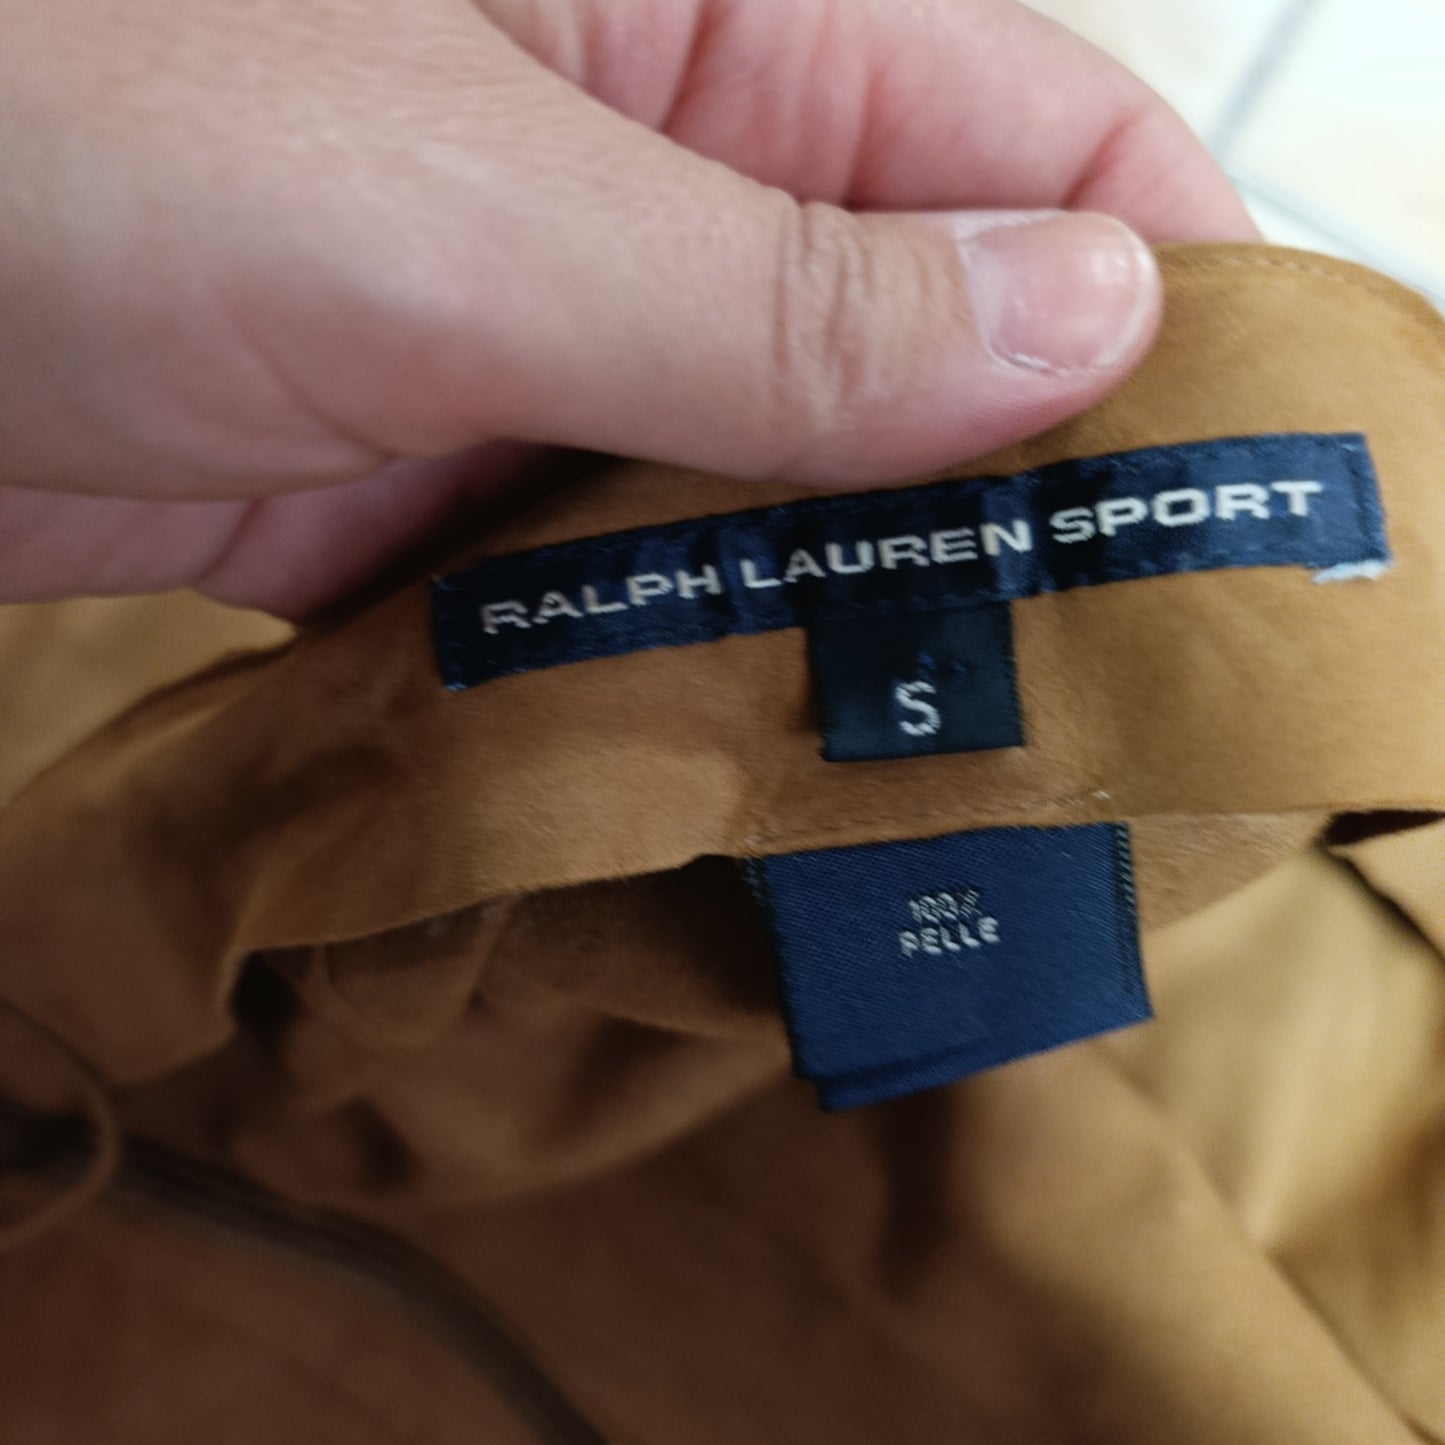 RALPH LAUREN SPORT
S
100%
PELLE